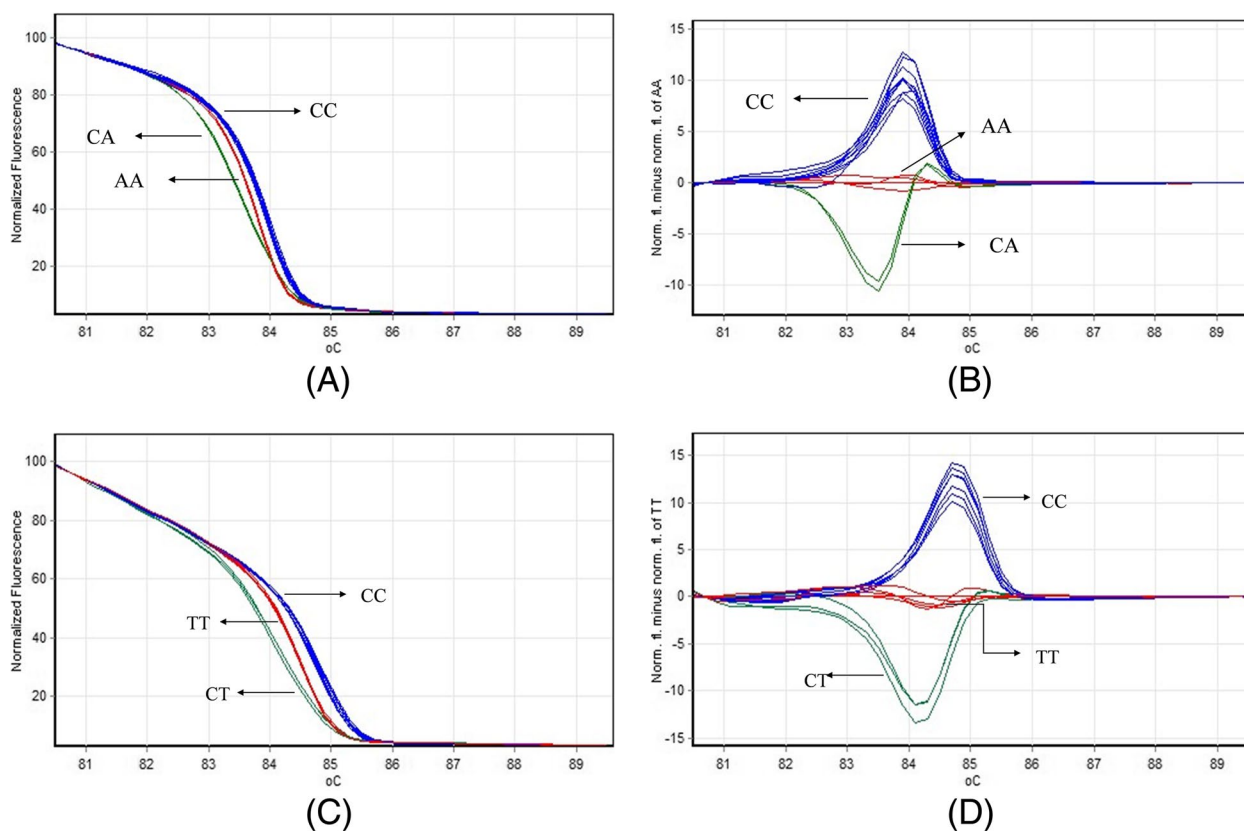 100
80
60
40
20
Normalized Fluorescence
CC
CA
AA
81 82 83 84 85 86 87 88 89
oC
(A)
15
10
5
0
-5
-10
Norm. fl. minus norm. fl. of AA
CC
AA
CA
81 82 83 84 85 86 87 88 89
oC
(B)
100
80
60
40
20
Normalized Fluorescence
CC
TT
CT
81 82 83 84 85 86 87 88 89
oC
(C)
15
10
5
0
-5
-10
-15
Norm. fl. minus norm. fl. of TT
CC
TT
CT
81 82 83 84 85 86 87 88 89
oC
(D)